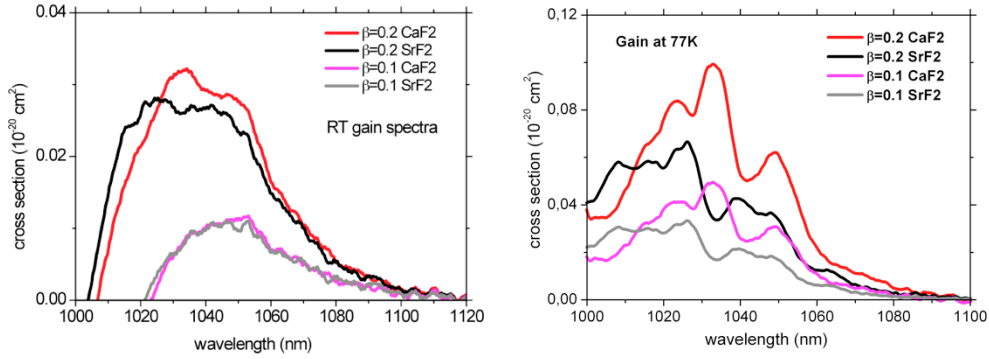 0.04
0.02
0.00
cross section (10⁻²⁰ cm²)
β=0.2 CaF2
β=0.2 SrF2
β=0.1 CaF2
β=0.1 SrF2
RT gain spectra
1000 1020 1040 1060 1080 1100 1120
wavelength (nm)
0,12
0,08
0,04
0,00
cross section (10⁻²⁰ cm²)
Gain at 77K
β=0.2 CaF2
β=0.2 SrF2
β=0.1 CaF2
β=0.1 SrF2
1000 1020 1040 1060 1080 1100
wavelength (nm)